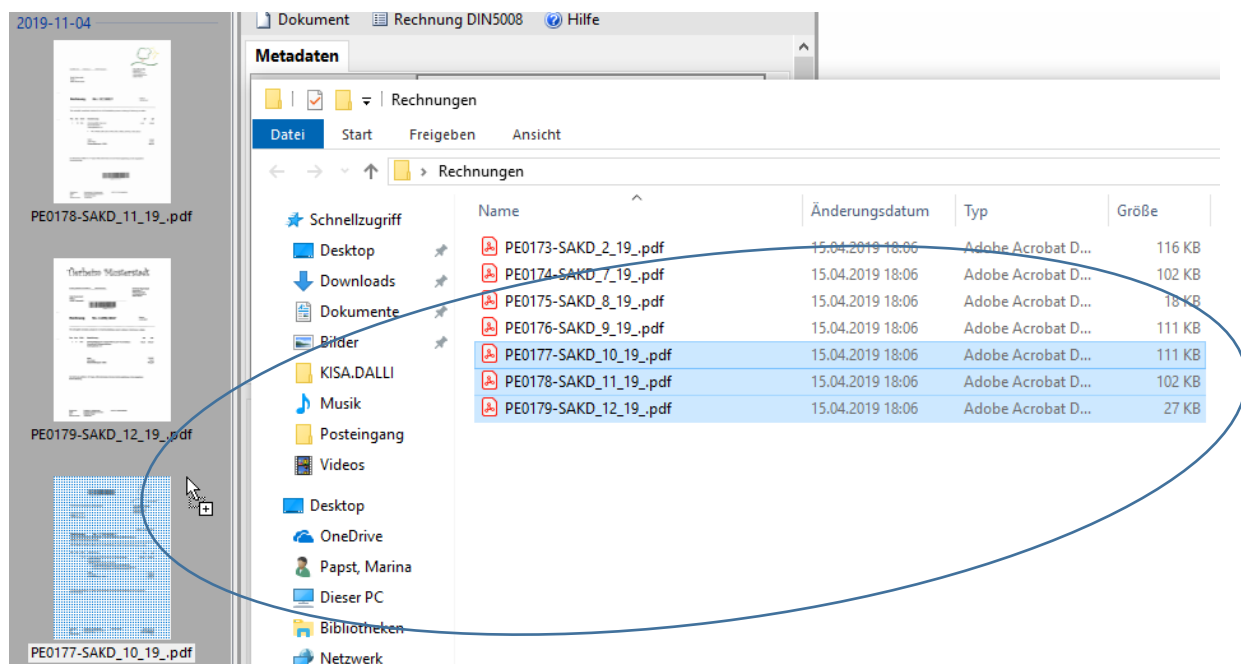 2019-11-04
PE0178-SAKD_11_19_.pdf
Tierheim Musterstadt
PE0179-SAKD_12_19_.pdf
PE0177-SAKD_10_19_.pdf
Dokument Rechnung DIN5008 Hilfe
Metadaten
Rechnungen
Datei Start Freigeben Ansicht
Rechnungen
Schnellzugriff
Desktop
Downloads
Dokumente
Bilder
KISA.DALLI
Musik
Posteingang
Videos
Desktop
OneDrive
Papst, Marina
Dieser PC
Bibliotheken
Netzwerk
Name Änderungsdatum Typ Größe
PE0173-SAKD_2_19_.pdf 15.04.2019 18:06 Adobe Acrobat D... 116 KB
PE0174-SAKD_7_19_.pdf 15.04.2019 18:06 Adobe Acrobat D... 102 KB
PE0175-SAKD_8_19_.pdf 15.04.2019 18:06 Adobe Acrobat D... 18 KB
PE0176-SAKD_9_19_.pdf 15.04.2019 18:06 Adobe Acrobat D... 111 KB
PE0177-SAKD_10_19_.pdf 15.04.2019 18:06 Adobe Acrobat D... 111 KB
PE0178-SAKD_11_19_.pdf 15.04.2019 18:06 Adobe Acrobat D... 102 KB
PE0179-SAKD_12_19_.pdf 15.04.2019 18:06 Adobe Acrobat D... 27 KB